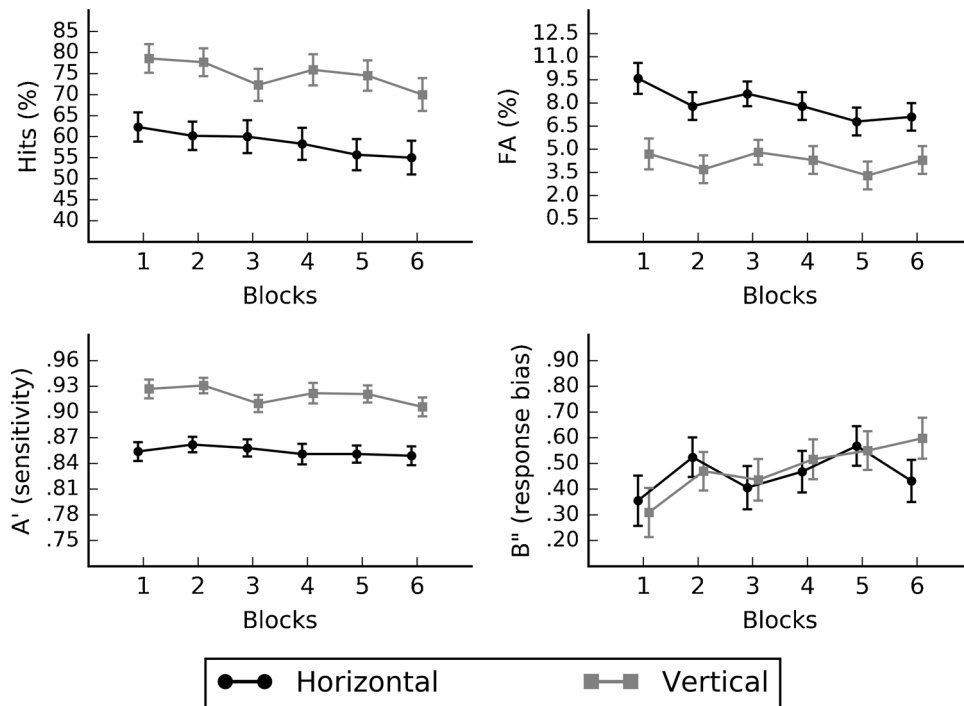 Hits (%)
85
80
75
70
65
60
55
50
45
40
1 2 3 4 5 6
Blocks
FA (%)
12.5
11.0
9.5
8.0
6.5
5.0
3.5
2.0
0.5
1 2 3 4 5 6
Blocks
A' (sensitivity)
.96
.93
.90
.87
.84
.81
.78
.75
1 2 3 4 5 6
Blocks
B" (response bias)
.90
.80
.70
.60
.50
.40
.30
.20
1 2 3 4 5 6
Blocks
Horizontal Vertical